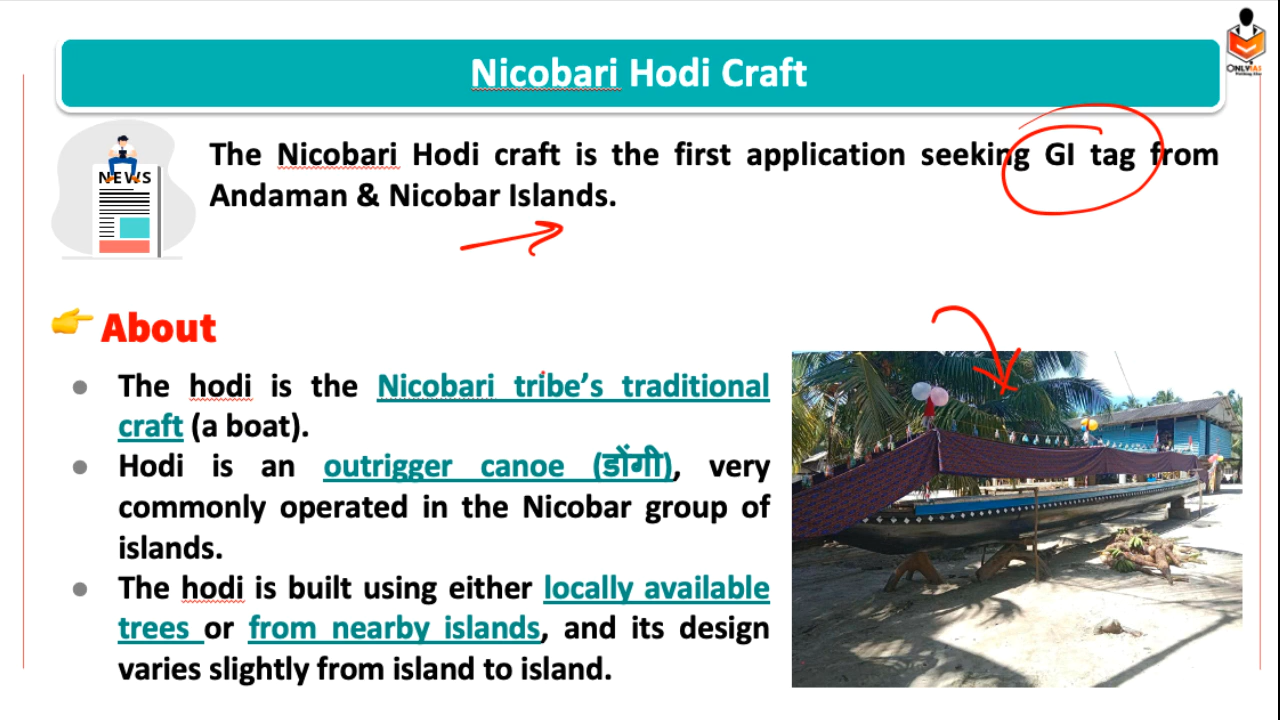 Nicobari Hodi Craft
ONLYIAS
NEWS
The Nicobari Hodi craft is the first application seeking GI tag from
Andaman & Nicobar Islands.
About
The hodi is the Nicobari tribe's traditional
craft (a boat).
Hodi is an outrigger canoe (डोंगी), very
commonly operated in the Nicobar group of
islands.
The hodi is built using either locally available
trees or from nearby islands, and its design
varies slightly from island to island.